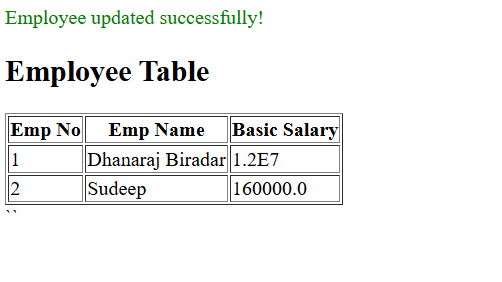 Employee updated successfully!
Employee Table
Emp No Emp Name Basic Salary
1 Dhanaraj Biradar 1.2E7
2 Sudeep 160000.0
``